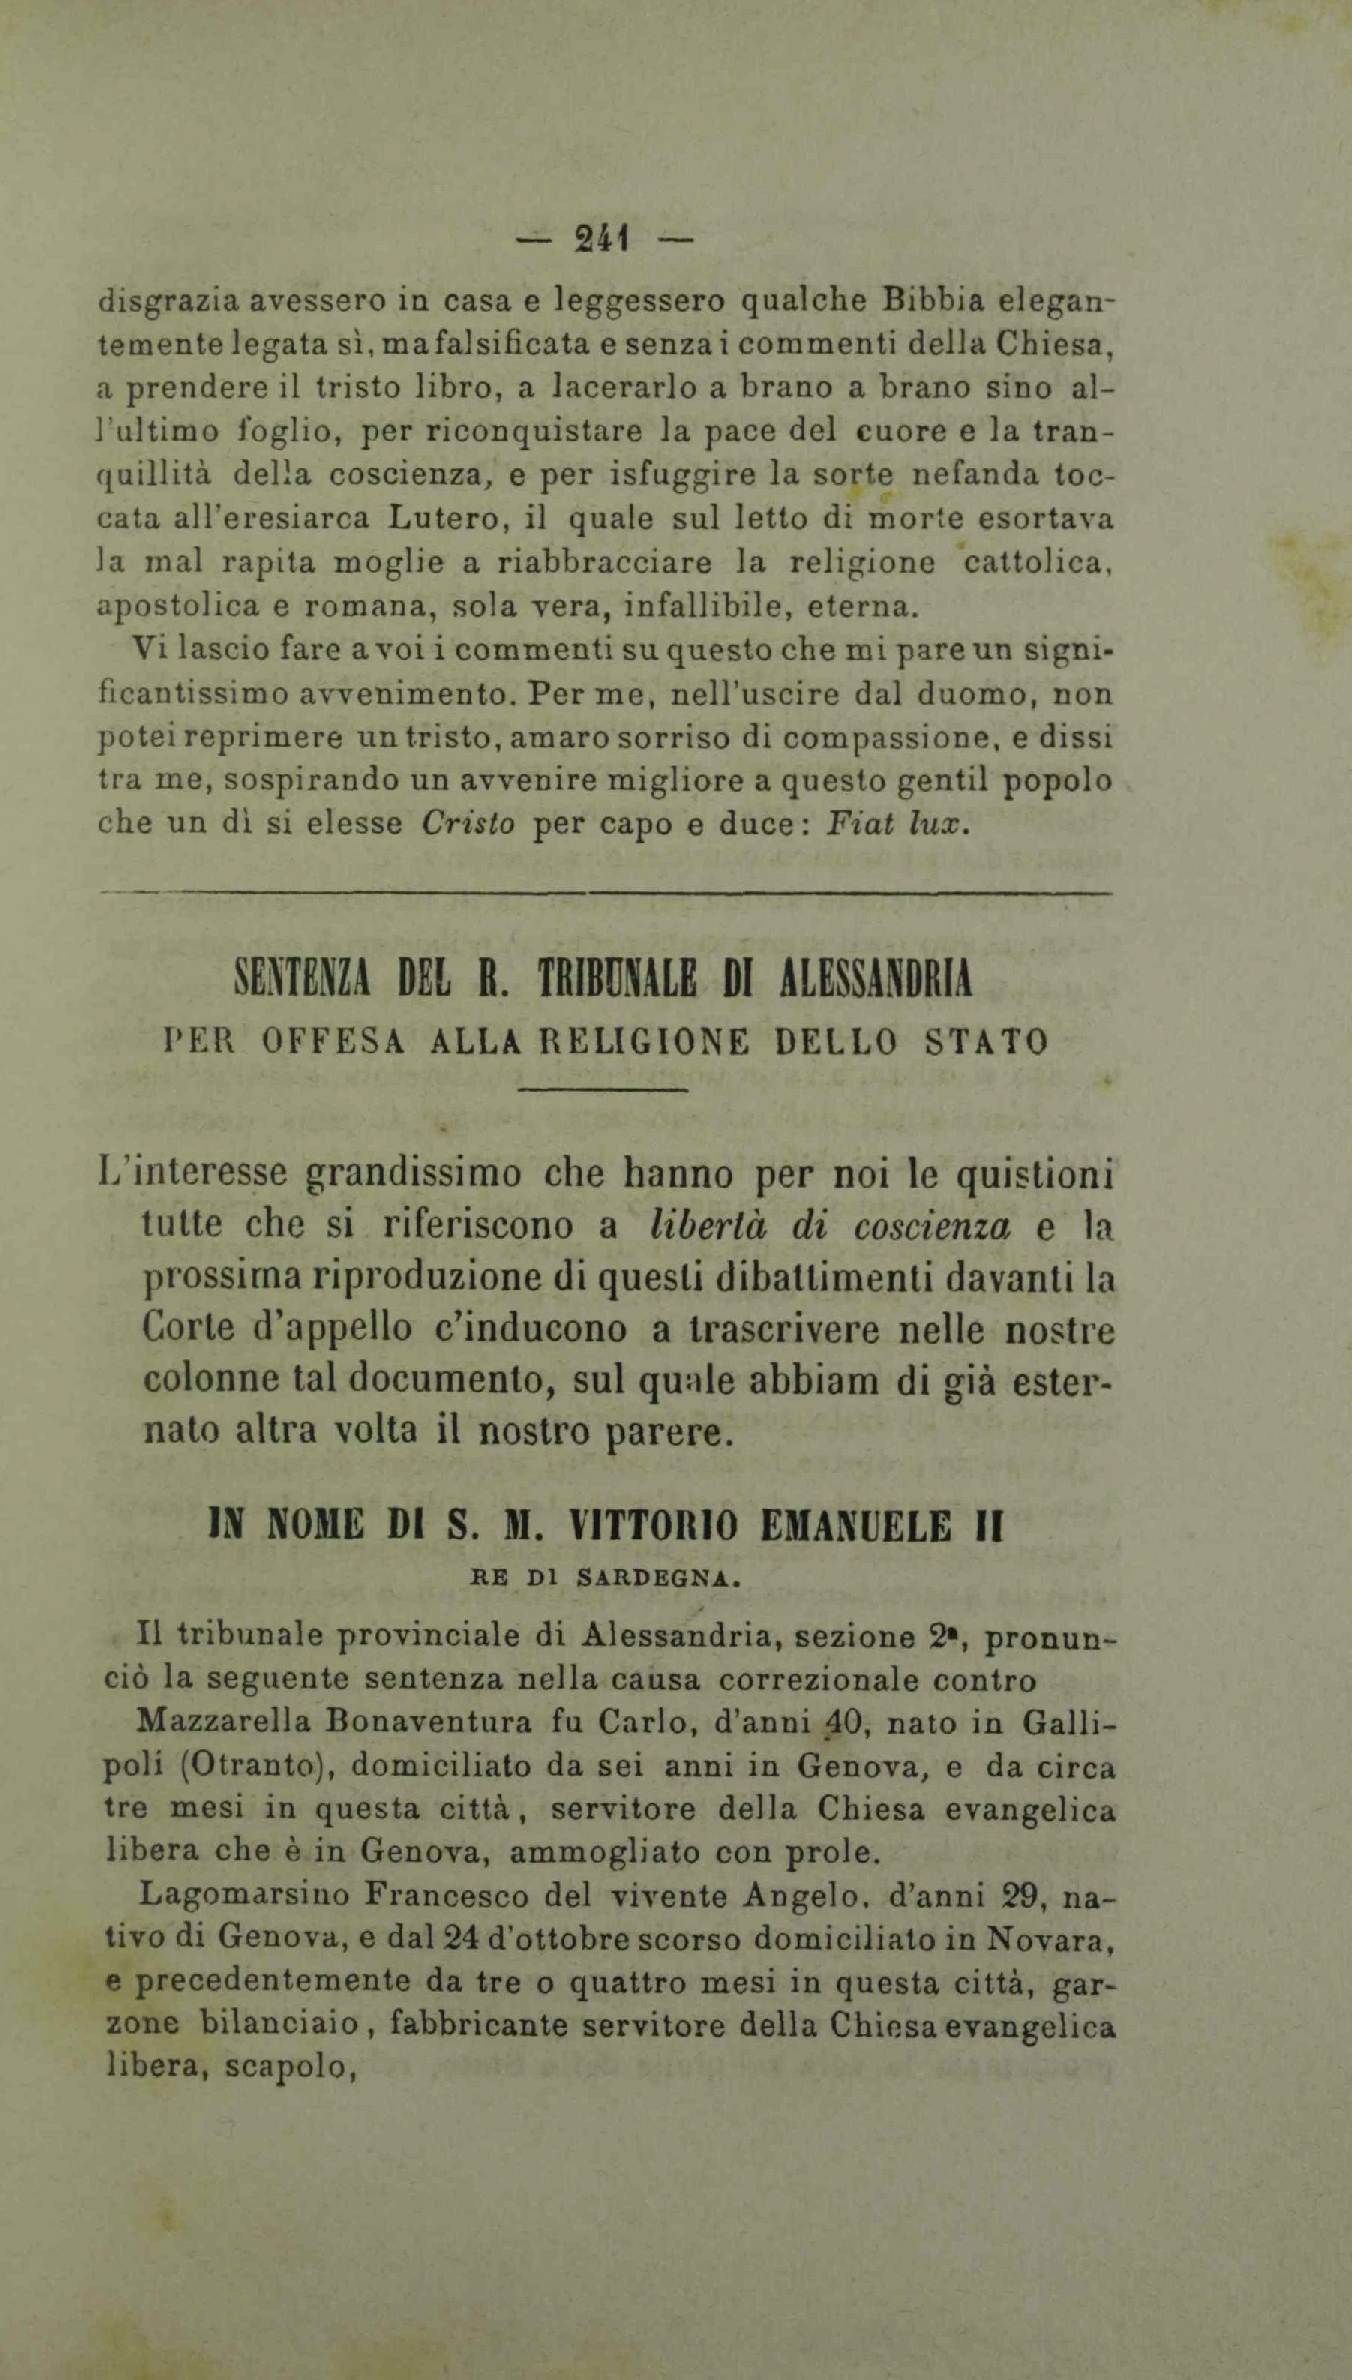 — 241 —
disgrazia avessero in casa e leggessero qualche Bibbia elegan-
temente legata sì, ma falsificata e senza i commenti della Chiesa,
a prendere il tristo libro, a lacerarlo a brano a brano sino al-
l'ultimo foglio, per riconquistare la pace del cuore e la tran-
quillità della coscienza, e per isfuggire la sorte nefanda toc-
cata all'eresiarca Lutero, il quale sul letto di morte esortava
la mal rapita moglie a riabbracciare la religione cattolica,
apostolica e romana, sola vera, infallibile, eterna.
Vi lascio fare a voi i commenti su questo che mi pare un signi-
ficantissimo avvenimento. Per me, nell'uscire dal duomo, non
potei reprimere un tristo, amaro sorriso di compassione, e dissi
tra me, sospirando un avvenire migliore a questo gentil popolo
che un dì si elesse Cristo per capo e duce: Fiat lux.
SENTENZA DEL R. TRIBUNALE DI ALESSANDRIA
PER OFFESA ALLA RELIGIONE DELLO STATO
L'interesse grandissimo che hanno per noi le quistioni
tutte che si riferiscono a libertà di coscienza e la
prossima riproduzione di questi dibattimenti davanti la
Corte d'appello c'inducono a trascrivere nelle nostre
colonne tal documento, sul quale abbiam di già ester-
nato altra volta il nostro parere.
IN NOME DI S. M. VITTORIO EMANUELE II
RE DI SARDEGNA.
Il tribunale provinciale di Alessandria, sezione 2ª, pronun-
ciò la seguente sentenza nella causa correzionale contro
Mazzarella Bonaventura fu Carlo, d'anni 40, nato in Galli-
poli (Otranto), domiciliato da sei anni in Genova, e da circa
tre mesi in questa città, servitore della Chiesa evangelica
libera che è in Genova, ammogliato con prole.
Lagomarsino Francesco del vivente Angelo, d'anni 29, na-
tivo di Genova, e dal 24 d'ottobre scorso domiciliato in Novara,
e precedentemente da tre o quattro mesi in questa città, gar-
zone bilanciaio, fabbricante servitore della Chiesa evangelica
libera, scapolo,